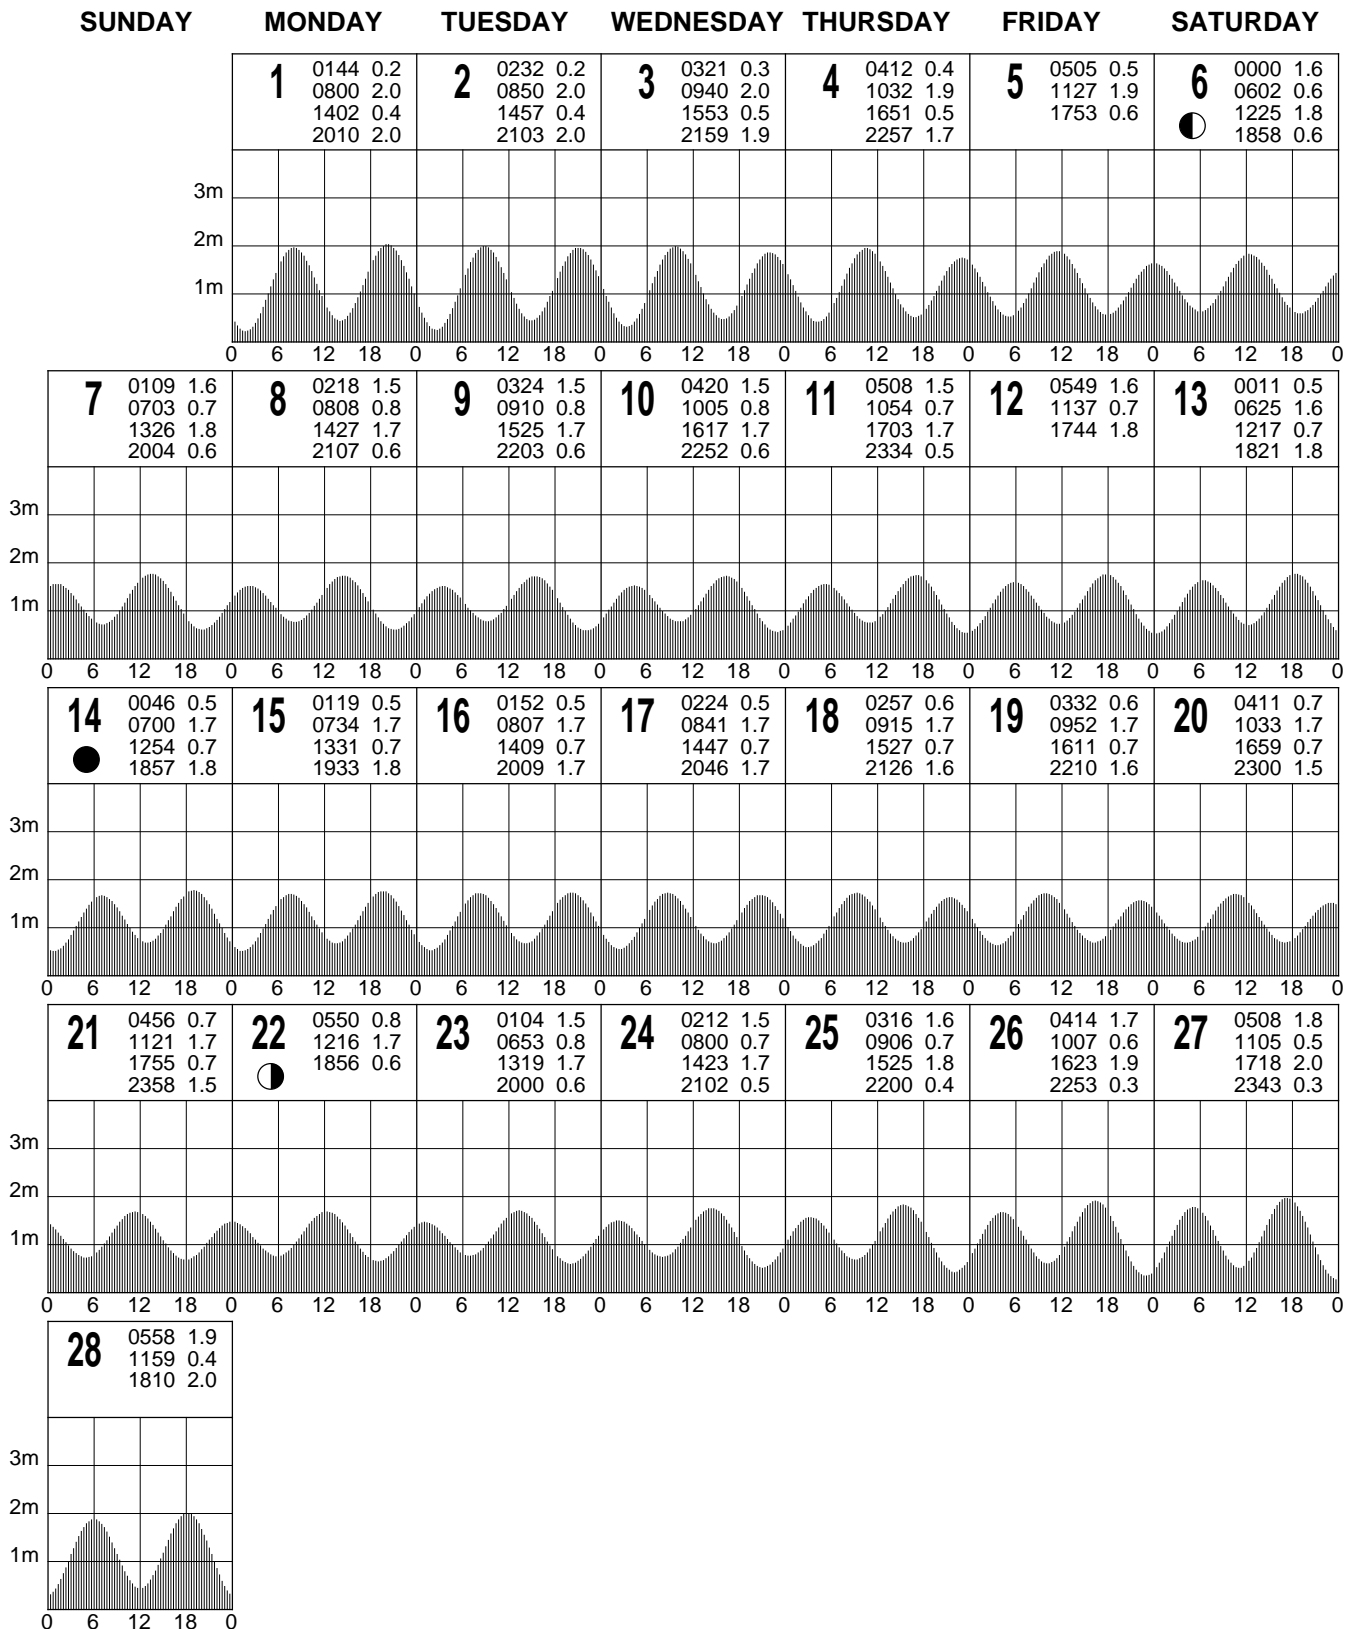 SUNDAY MONDAY TUESDAY WEDNESDAY THURSDAY FRIDAY SATURDAY
1 0144 0.2
0800 2.0
1402 0.4
2010 2.0
2 0232 0.2
0850 2.0
1457 0.4
2103 2.0
3 0321 0.3
0940 2.0
1553 0.5
2159 1.9
4 0412 0.4
1032 1.9
1651 0.5
2257 1.7
5 0505 0.5
1127 1.9
1753 0.6
6 0000 1.6
0602 0.6
1225 1.8
1858 0.6
3m
2m
1m
0 6 12 18 0 6 12 18 0 6 12 18 0 6 12 18 0 6 12 18 0 6 12 18 0
7 0109 1.6
0703 0.7
1326 1.8
2004 0.6
8 0218 1.5
0808 0.8
1427 1.7
2107 0.6
9 0324 1.5
0910 0.8
1525 1.7
2203 0.6
10 0420 1.5
1005 0.8
1617 1.7
2252 0.6
11 0508 1.5
1054 0.7
1703 1.7
2334 0.5
12 0549 1.6
1137 0.7
1744 1.8
13 0011 0.5
0625 1.6
1217 0.7
1821 1.8
3m
2m
1m
0 6 12 18 0 6 12 18 0 6 12 18 0 6 12 18 0 6 12 18 0 6 12 18 0 6 12 18 0
14 0046 0.5
0700 1.7
1254 0.7
1857 1.8
15 0119 0.5
0734 1.7
1331 0.7
1933 1.8
16 0152 0.5
0807 1.7
1409 0.7
2009 1.7
17 0224 0.5
0841 1.7
1447 0.7
2046 1.7
18 0257 0.6
0915 1.7
1527 0.7
2126 1.6
19 0332 0.6
0952 1.7
1611 0.7
2210 1.6
20 0411 0.7
1033 1.7
1659 0.7
2300 1.5
3m
2m
1m
0 6 12 18 0 6 12 18 0 6 12 18 0 6 12 18 0 6 12 18 0 6 12 18 0 6 12 18 0
21 0456 0.7
1121 1.7
1755 0.7
2358 1.5
22 0550 0.8
1216 1.7
1856 0.6
23 0104 1.5
0653 0.8
1319 1.7
2000 0.6
24 0212 1.5
0800 0.7
1423 1.7
2102 0.5
25 0316 1.6
0906 0.7
1525 1.8
2200 0.4
26 0414 1.7
1007 0.6
1623 1.9
2253 0.3
27 0508 1.8
1105 0.5
1718 2.0
2343 0.3
3m
2m
1m
0 6 12 18 0 6 12 18 0 6 12 18 0 6 12 18 0 6 12 18 0 6 12 18 0 6 12 18 0
28 0558 1.9
1159 0.4
1810 2.0
3m
2m
1m
0 6 12 18 0